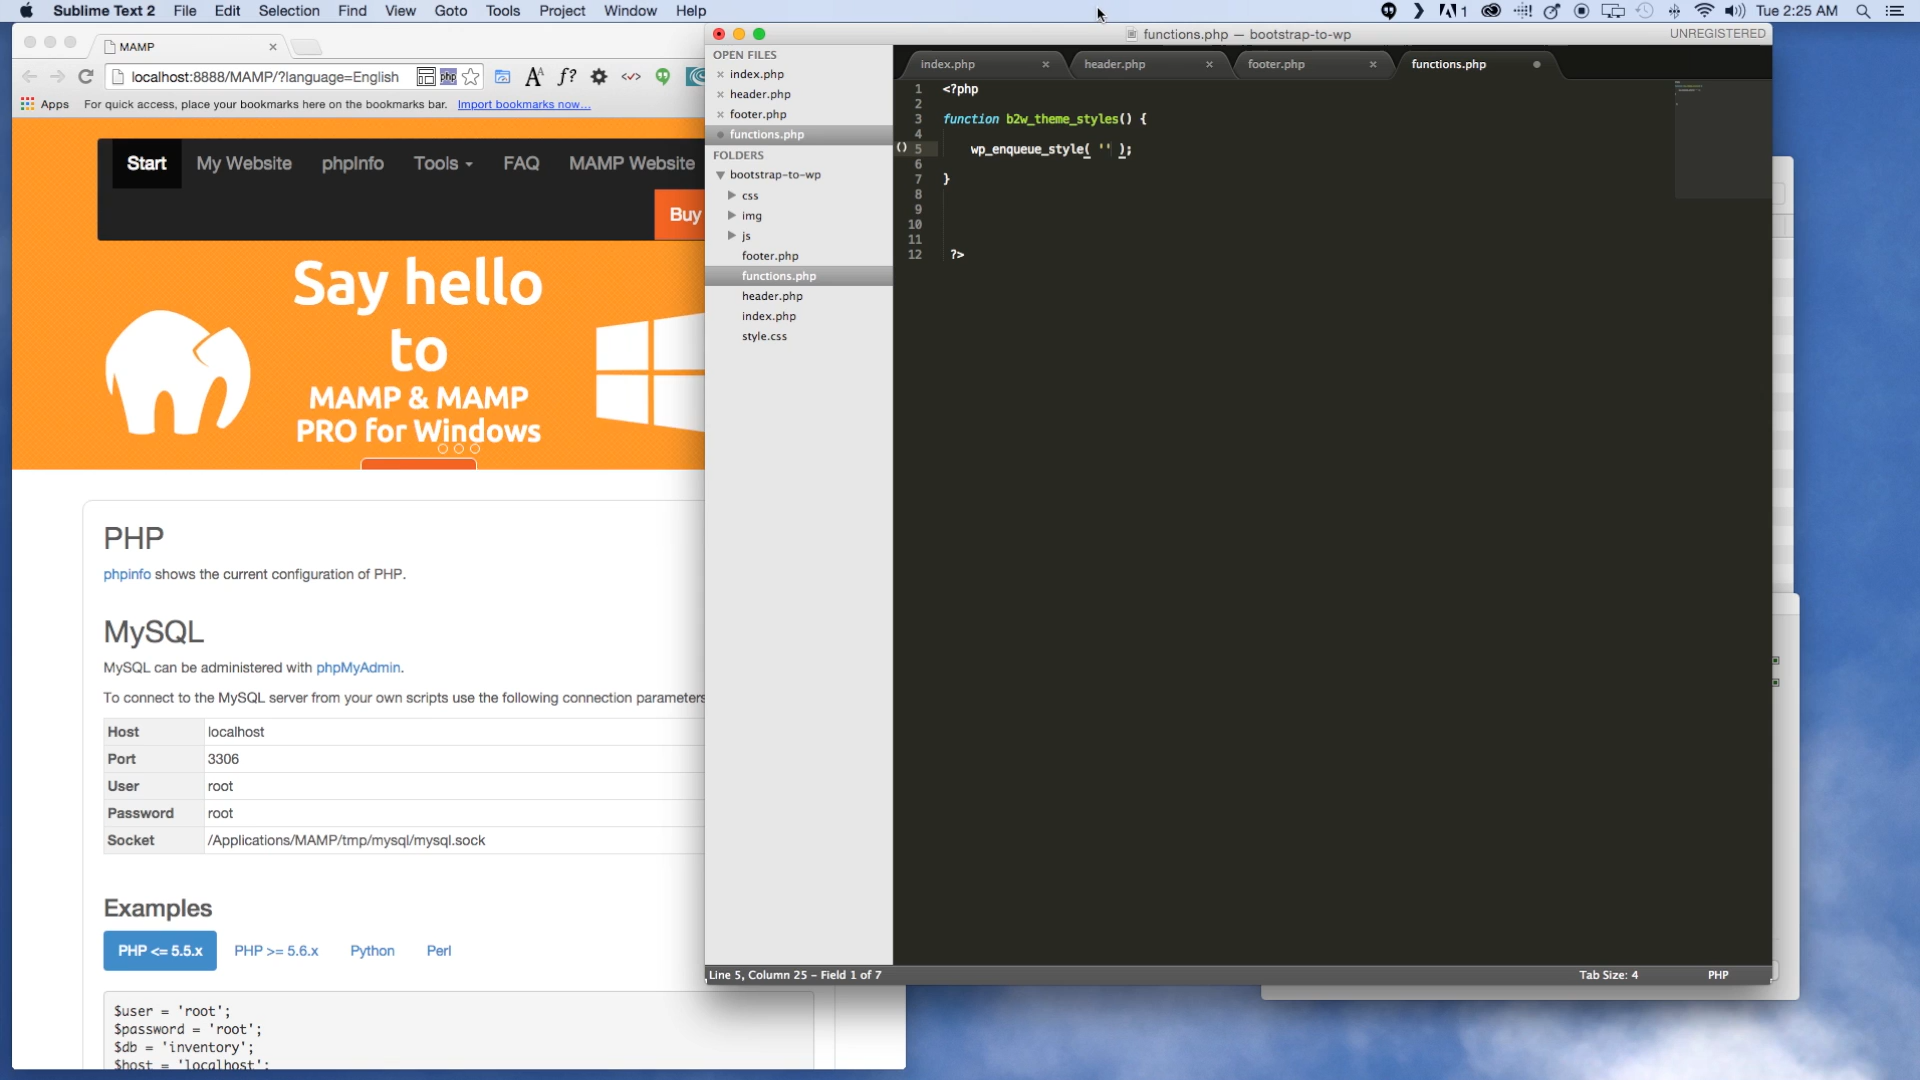 Sublime Text 2 File Edit Selection Find View Goto Tools Project Window Help
1 Tue 2:25 AM
MAMP
localhost:8888/MAMP/?language=English php A f?
Apps For quick access, place your bookmarks here on the bookmarks bar. Import bookmarks now...
Start My Website phpInfo Tools FAQ MAMP Website
Buy
Say hello
to
MAMP & MAMP
PRO for Windows
PHP
phpinfo shows the current configuration of PHP.
MySQL
MySQL can be administered with phpMyAdmin.
To connect to the MySQL server from your own scripts use the following connection parameters
Host localhost
Port 3306
User root
Password root
Socket /Applications/MAMP/tmp/mysql/mysql.sock
Examples
PHP <= 5.5.x PHP >= 5.6.x Python Perl
$user = 'root';
$password = 'root';
$db = 'inventory';
$host = 'localhost';
functions.php — bootstrap-to-wp UNREGISTERED
OPEN FILES
index.php
header.php
footer.php
functions.php
FOLDERS
bootstrap-to-wp
css
img
js
footer.php
functions.php
header.php
index.php
style.css
index.php header.php footer.php functions.php
1 <?php
2
3 function b2w_theme_styles() {
4
5 wp_enqueue_style( '' );
6
7 }
8
9
10
11
12 ?>
Line 5, Column 25 - Field 1 of 7 Tab Size: 4 PHP